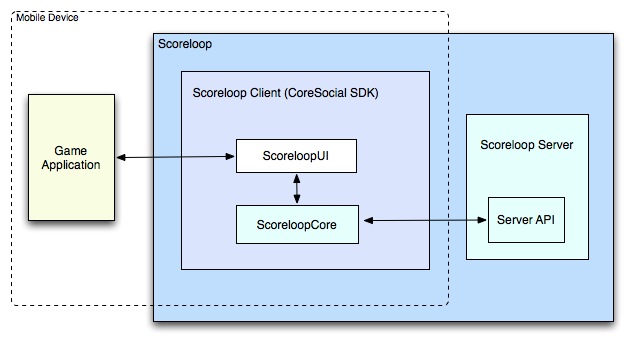 Mobile Device
Scoreloop
Scoreloop Client (CoreSocial SDK)
Game
Application
ScoreloopUI
ScoreloopCore
Scoreloop Server
Server API